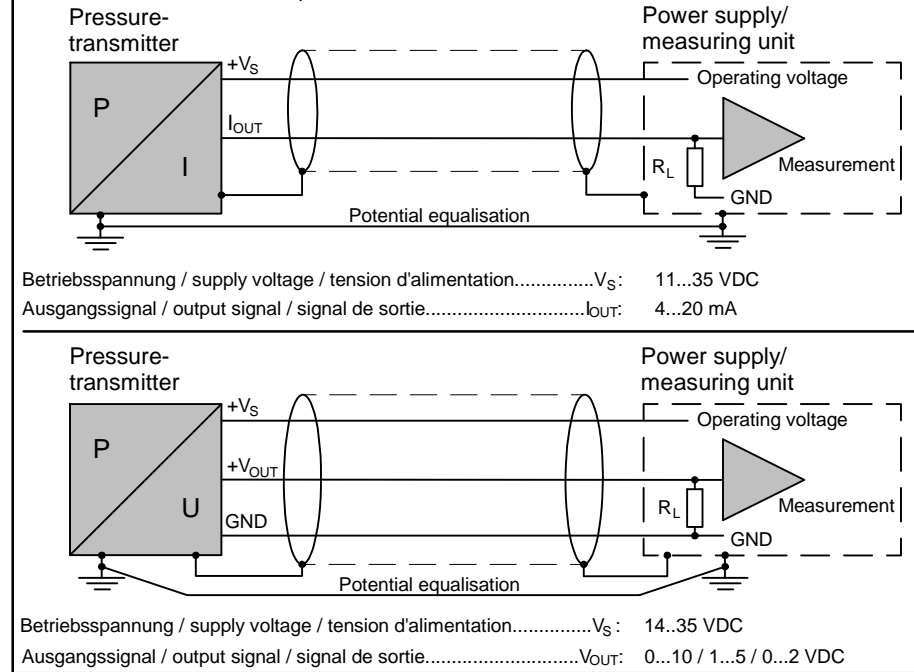 Pressure-
transmitter
Power supply/
measuring unit
+VS
Operating voltage
P
IOUT
I
RL
Measurement
GND
Potential equalisation
Betriebsspannung / supply voltage / tension d'alimentation...............VS: 11...35 VDC
Ausgangssignal / output signal / signal de sortie..............................IOUT: 4...20 mA
Pressure-
transmitter
Power supply/
measuring unit
+VS
Operating voltage
P
+VOUT
U
RL
Measurement
GND
GND
Potential equalisation
Betriebsspannung / supply voltage / tension d'alimentation...............VS : 14..35 VDC
Ausgangssignal / output signal / signal de sortie..............................VOUT: 0...10 / 1...5 / 0...2 VDC